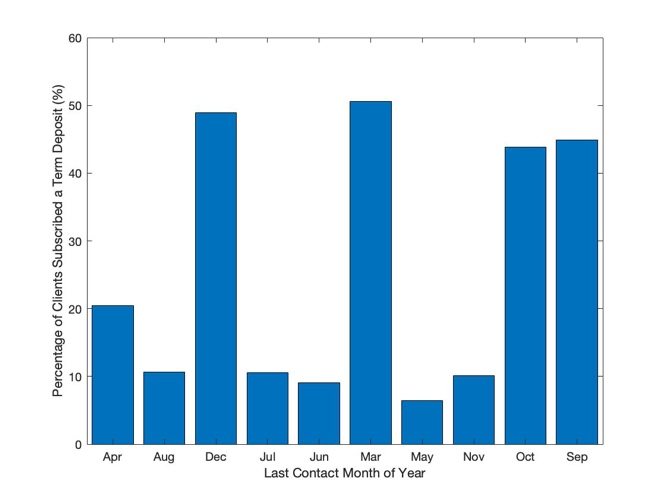 Percentage of Clients Subscribed a Term Deposit (%)
60
50
40
30
20
10
0
Apr Aug Dec Jul Jun Mar May Nov Oct Sep
Last Contact Month of Year